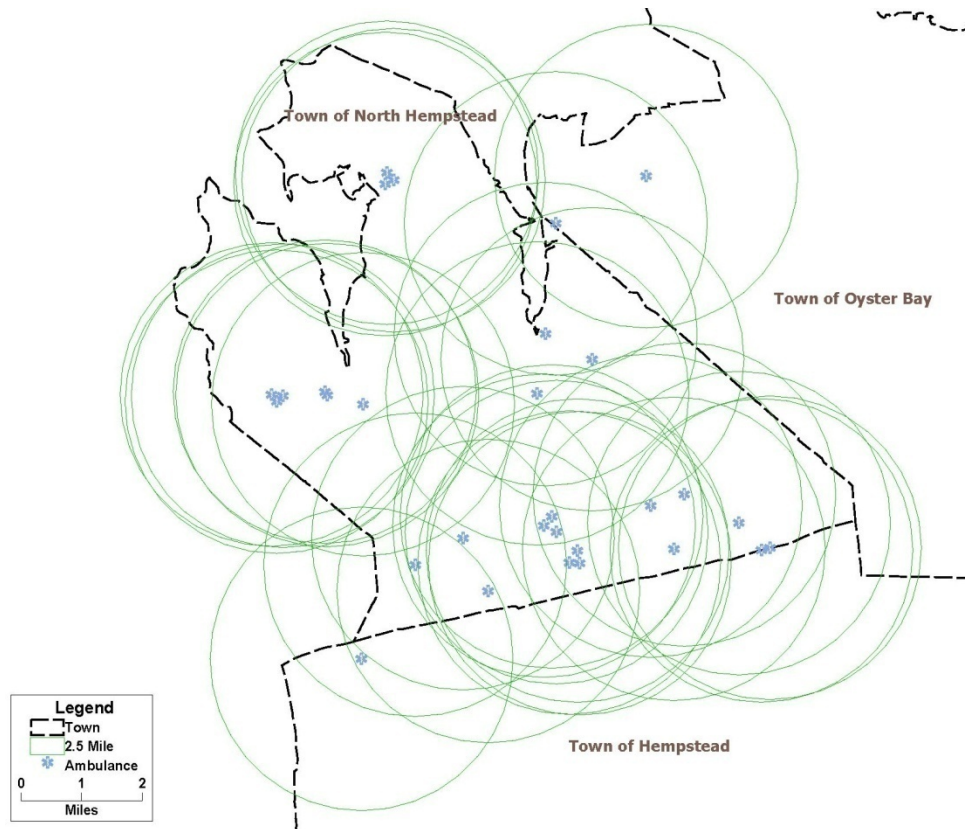 Town of North Hempstead
Town of Oyster Bay
Town of Hempstead
Legend
Town
2.5 Mile
Ambulance
0 1 2
Miles